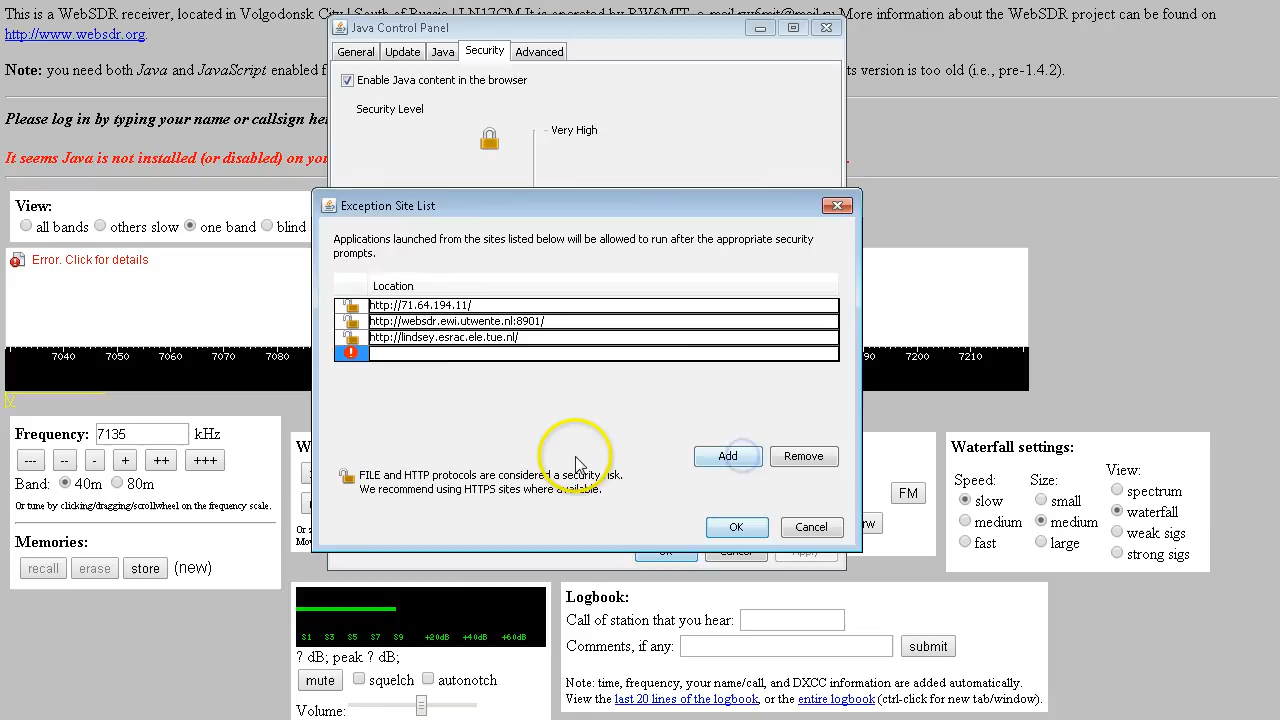 This is a WebSDR receiver, located in Volgodonsk City | South of Russia | LN17CM It is operated by RW6MIT, e-mail More information about the WebSDR project can be found on
http://www.websdr.org.
Java Control Panel
General Update Java Security Advanced
Note: you need both Java and JavaScript enabled f
ts version is too old (i.e., pre-1.4.2).
Enable Java content in the browser
Security Level
Very High
Please log in by typing your name or callsign he
It seems Java is not installed (or disabled) on you
View:
all bands others slow one band blind
Error. Click for details
Exception Site List
Applications launched from the sites listed below will be allowed to run after the appropriate security
prompts.
Location
http://71.64.194.11/
http://websdr.ewi.utwente.nl:8901/
http://lindsey.esrac.ele.tue.nl/
7040 7050 7060 7070 7080
90 7200 7210
Add Remove
FILE and HTTP protocols are considered a security risk.
We recommend using HTTPS sites where available.
OK Cancel
Frequency: 7135 kHz
--- -- - + ++ +++
Band: 40m 80m
Or tune by clicking/dragging/scrollwheel on the frequency scale.
Memories:
recall erase store (new)
W
Or
Mov
FM
rw
Waterfall settings:
Speed: Size: View:
slow small spectrum
medium medium waterfall
fast large weak sigs
strong sigs
S1 S3 S5 S7 S9 +20dB +40dB +60dB
? dB; peak ? dB;
mute squelch autonotch
Volume:
Logbook:
Call of station that you hear:
Comments, if any: submit
Note: time, frequency, your name/call, and DXCC information are added automatically.
View the last 20 lines of the logbook, or the entire logbook (ctrl-click for new tab/window).